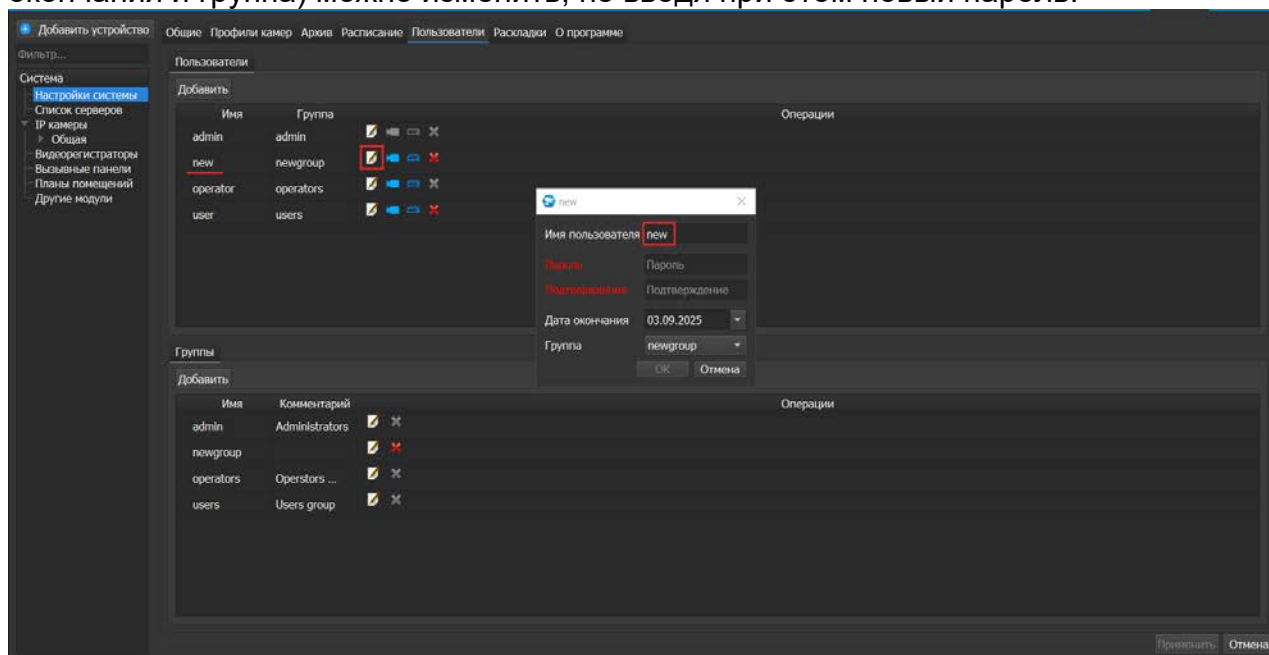 окончания и группа) можно изменять, но введя при этом новый пароль.
Добавить устройство
Общие Профили камер Архив Расписание Пользователи Раскладки О программе
Фильтр...
Система
Настройки системы
Список серверов
IP камеры
Общая
Видеорегистраторы
Вызывные панели
Планы помещений
Другие модули
Пользователи
Добавить
Имя Группа Операции
admin admin
new newgroup
operator operators
user users
new
Имя пользователя new
Пароль Пароль
Подтверждение Подтверждение
Дата окончания 03.09.2025
Группа newgroup
OK Отмена
Группы
Добавить
Имя Комментарий Операции
admin Administrators
newgroup
operators Operstors ...
users Users group
Применить Отмена